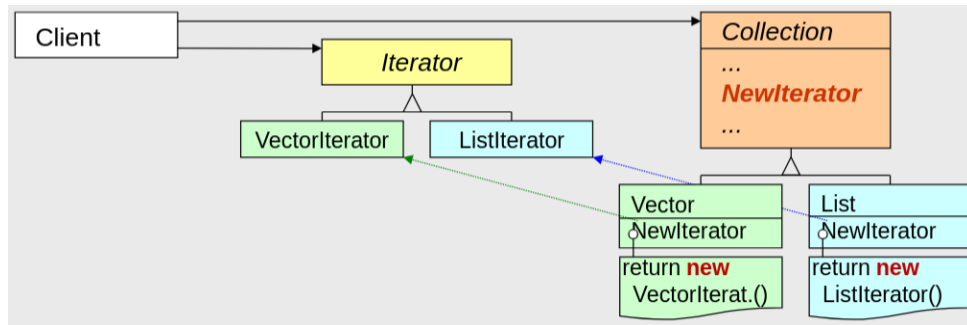 Client
Iterator
VectorIterator
ListIterator
Collection
...
NewIterator
...
Vector
NewIterator
return new
VectorIterat.()
List
NewIterator
return new
ListIterator()